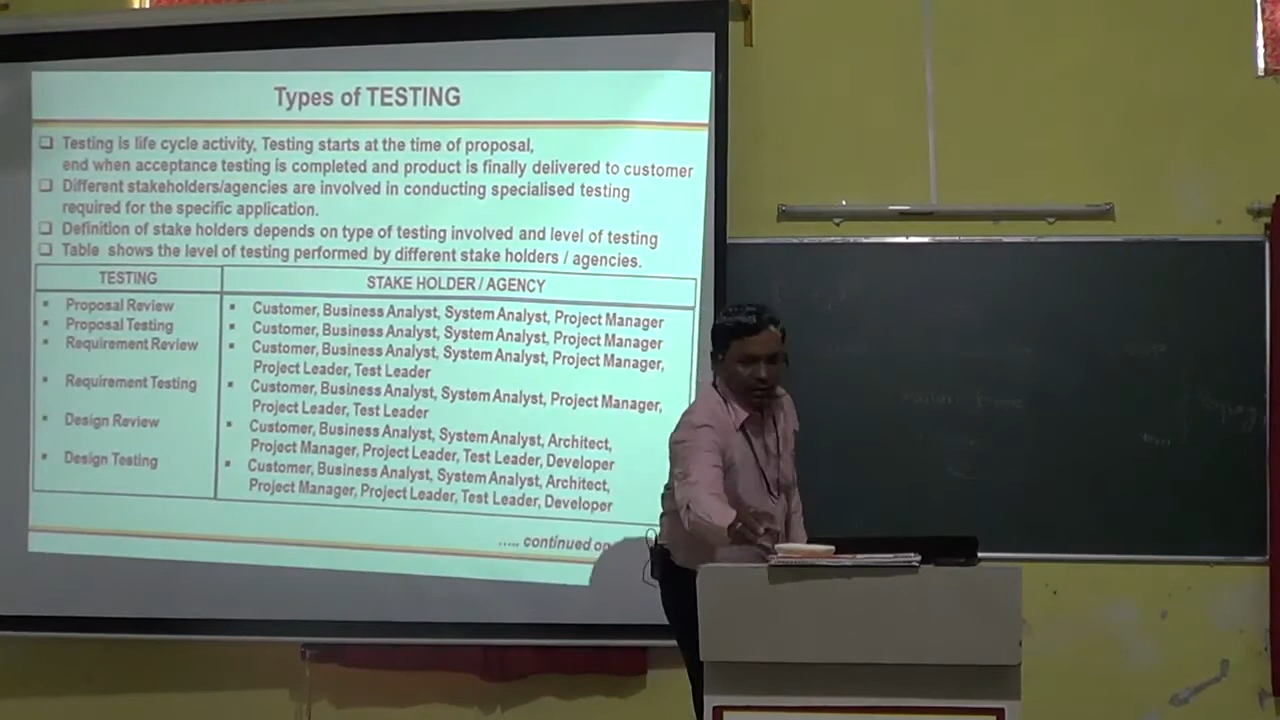 Types of TESTING
❑ Testing is life cycle activity, Testing starts at the time of proposal,
end when acceptance testing is completed and product is finally delivered to customer
❑ Different stakeholders/agencies are involved in conducting specialised testing
required for the specific application.
❑ Definition of stake holders depends on type of testing involved and level of testing
❑ Table shows the level of testing performed by different stake holders / agencies.
TESTING STAKE HOLDER / AGENCY
▪ Proposal Review ▪ Customer, Business Analyst, System Analyst, Project Manager
▪ Proposal Testing ▪ Customer, Business Analyst, System Analyst, Project Manager
▪ Requirement Review ▪ Customer, Business Analyst, System Analyst, Project Manager,
Project Leader, Test Leader
▪ Requirement Testing ▪ Customer, Business Analyst, System Analyst, Project Manager,
Project Leader, Test Leader
▪ Design Review ▪ Customer, Business Analyst, System Analyst, Architect,
Project Manager, Project Leader, Test Leader, Developer
▪ Design Testing ▪ Customer, Business Analyst, System Analyst, Architect,
Project Manager, Project Leader, Test Leader, Developer
..... continued on